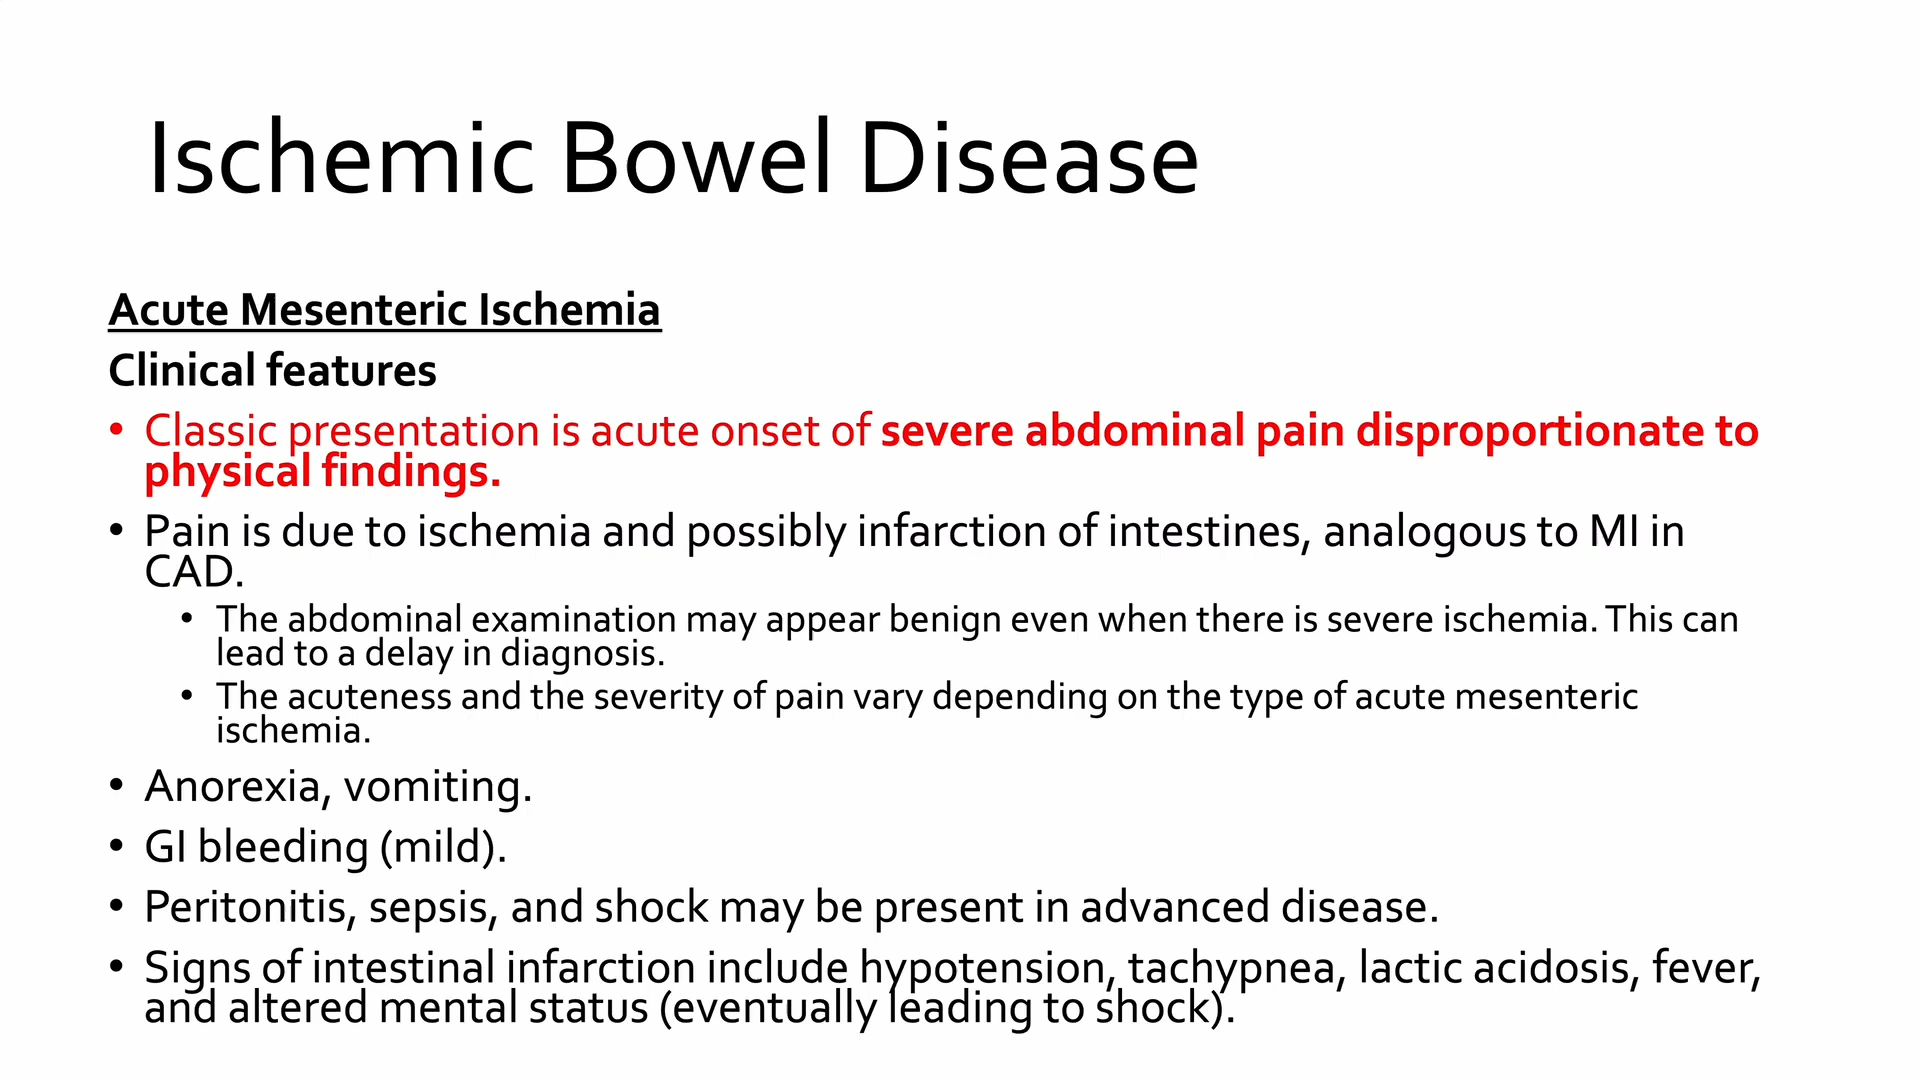 Ischemic Bowel Disease
Acute Mesenteric Ischemia
Clinical features
• Classic presentation is acute onset of severe abdominal pain disproportionate to
physical findings.
• Pain is due to ischemia and possibly infarction of intestines, analogous to MI in
CAD.
• The abdominal examination may appear benign even when there is severe ischemia. This can
lead to a delay in diagnosis.
• The acuteness and the severity of pain vary depending on the type of acute mesenteric
ischemia.
• Anorexia, vomiting.
• GI bleeding (mild).
• Peritonitis, sepsis, and shock may be present in advanced disease.
• Signs of intestinal infarction include hypotension, tachypnea, lactic acidosis, fever,
and altered mental status (eventually leading to shock).